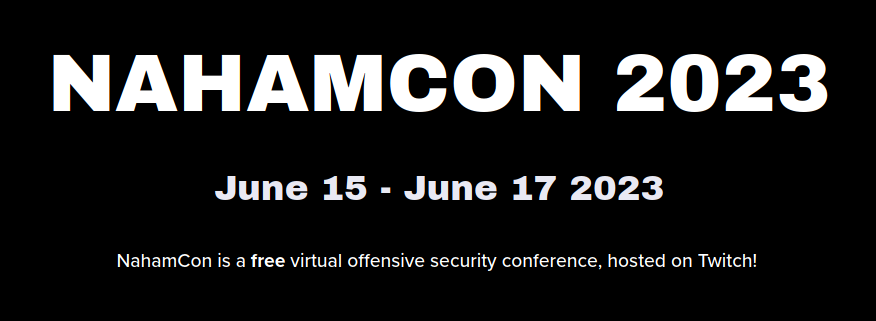 NAHAMCON 2023
June 15 - June 17 2023
NahamCon is a free virtual offensive security conference, hosted on Twitch!